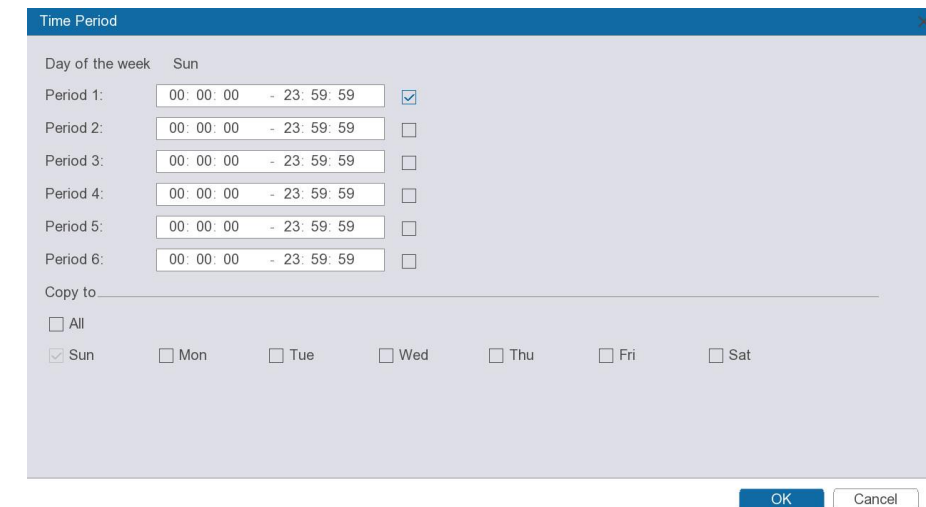 Time Period
Day of the week Sun
Period 1: 00: 00: 00 - 23: 59: 59
Period 2: 00: 00: 00 - 23: 59: 59
Period 3: 00: 00: 00 - 23: 59: 59
Period 4: 00: 00: 00 - 23: 59: 59
Period 5: 00: 00: 00 - 23: 59: 59
Period 6: 00: 00: 00 - 23: 59: 59
Copy to
All
Sun Mon Tue Wed Thu Fri Sat
OK Cancel